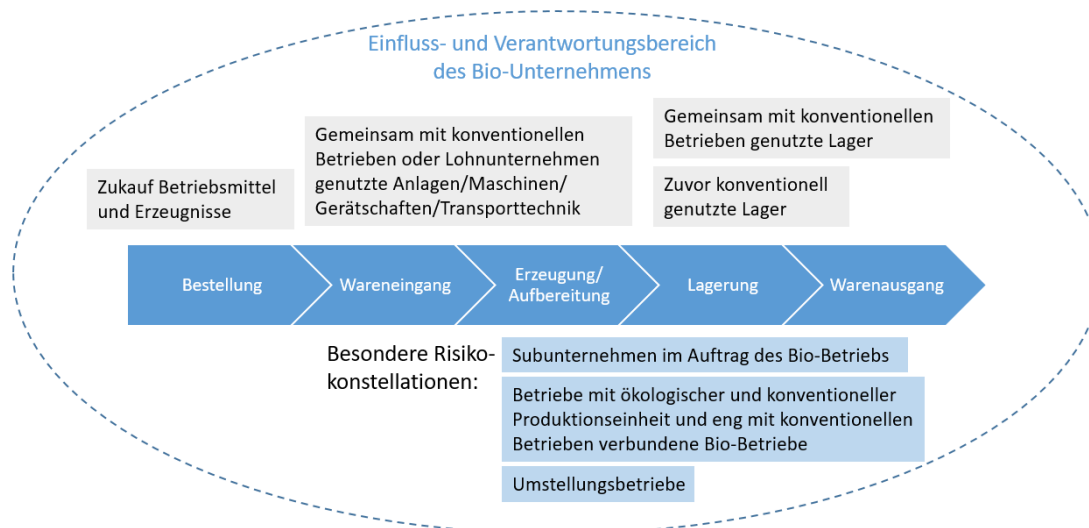 Einfluss- und Verantwortungsbereich
des Bio-Unternehmens
Zukauf Betriebsmittel
und Erzeugnisse
Gemeinsam mit konventionellen
Betrieben oder Lohnunternehmen
genutzte Anlagen/Maschinen/
Gerätschaften/Transporttechnik
Gemeinsam mit konventionellen
Betrieben genutzte Lager
Zuvor konventionell
genutzte Lager
Bestellung
Wareneingang
Erzeugung/
Aufbereitung
Lagerung
Warenausgang
Besondere Risiko-
konstellationen:
Subunternehmen im Auftrag des Bio-Betriebs
Betriebe mit ökologischer und konventioneller
Produktionseinheit und eng mit konventionellen
Betrieben verbundene Bio-Betriebe
Umstellungsbetriebe